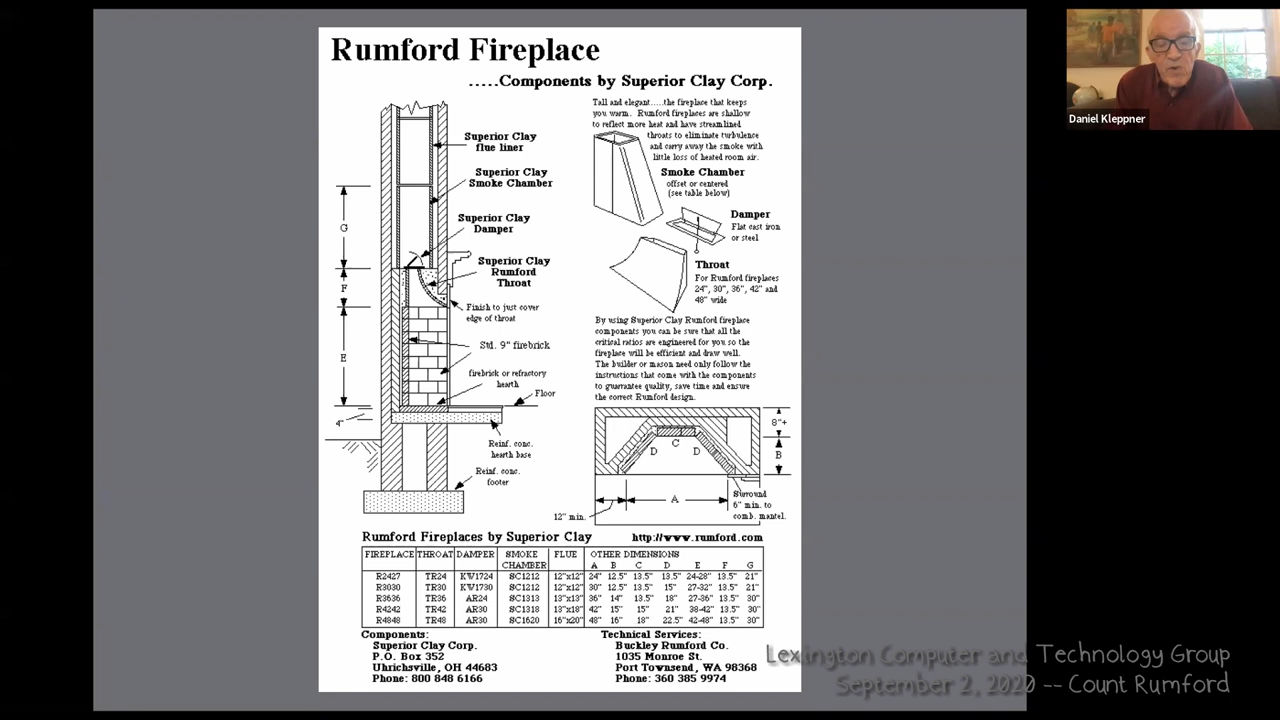 Rumford Fireplace
.....Components by Superior Clay Corp.
Superior Clay
flue liner
Superior Clay
Smoke Chamber
Superior Clay
Damper
Superior Clay
Rumford
Throat
Finish to just cover
edge of throat
Std. 9" firebrick
firebrick or refractory
hearth
Floor
Reinf. conc.
hearth base
Reinf. conc.
footer
G
F
E
4"
Tall and elegant.....the fireplace that keeps
you warm. Rumford fireplaces are shallow
to reflect more heat and have streamlined
throats to eliminate turbulence
and carry away the smoke with
little loss of heated room air.
Smoke Chamber
offset or centered
(see table below)
Damper
Flat cast iron
or steel
Throat
For Rumford fireplaces
24", 30", 36", 42" and
48" wide
By using Superior Clay Rumford fireplace
components you can be sure that all the
critical ratios are engineered for you so the
fireplace will be efficient and draw well.
The builder or mason need only follow the
instructions that come with the components
to guarantee quality, save time and ensure
the correct Rumford design.
8"+
C
D D
B
A
12" min.
Surround
6" min. to
comb. mantel.
Rumford Fireplaces by Superior Clay http://www.rumford.com
FIREPLACE THROAT DAMPER SMOKE CHAMBER FLUE OTHER DIMENSIONS
A B C D E F G
R2427 TR24 KW1724 SC1212 12"x12" 24" 12.5" 13.5" 13.5" 24-28" 13.5" 21"
R3030 TR30 KW1730 SC1212 12"x12" 30" 12.5" 13.5" 15" 27-32" 13.5" 21"
R3636 TR36 AR24 SC1313 13"x13" 36" 14" 13.5" 18" 27-36" 13.5" 30"
R4242 TR42 AR30 SC1318 13"x18" 42" 15" 15" 21" 38-42" 13.5" 30"
R4848 TR48 AR30 SC1620 16"x20" 48" 16" 18" 22.5" 42-48" 13.5" 30"
Components:
Superior Clay Corp.
P.O. Box 352
Uhrichsville, OH 44683
Phone: 800 848 6166
Technical Services:
Buckley Rumford Co.
1035 Monroe St.
Port Townsend, WA 98368
Phone: 360 385 9974
Daniel Kleppner
Lexington Computer and Technology Group
September 2, 2020 -- Count Rumford